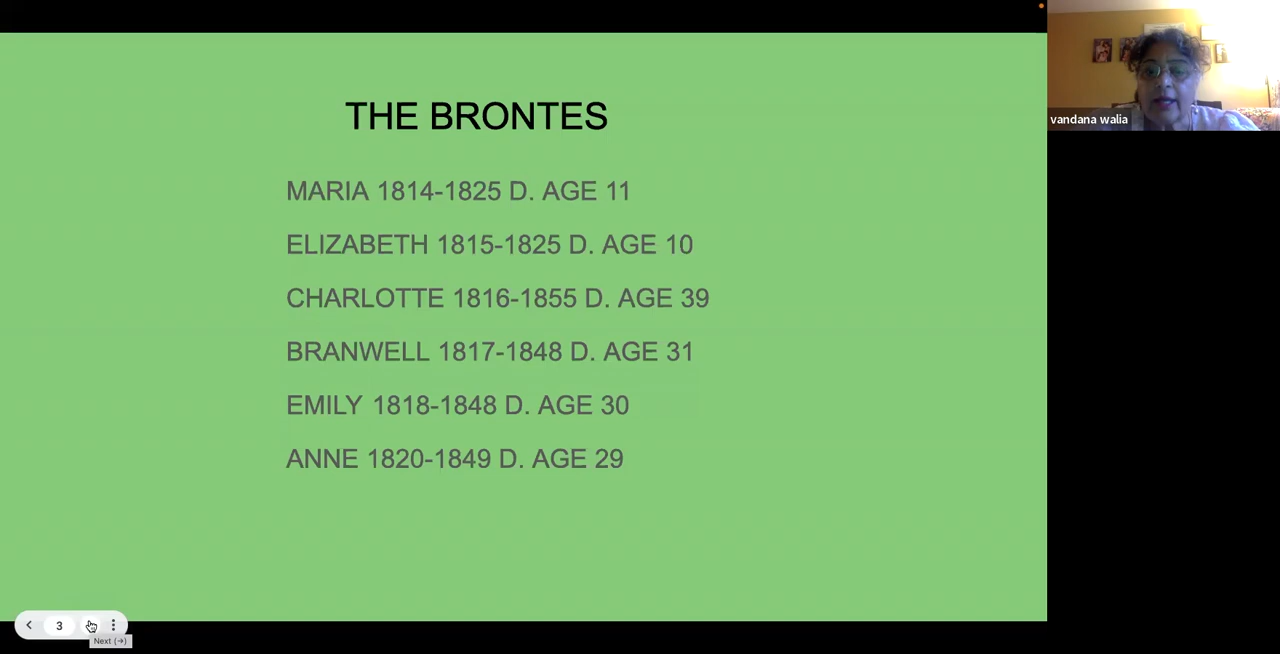 THE BRONTES
MARIA 1814-1825 D. AGE 11
ELIZABETH 1815-1825 D. AGE 10
CHARLOTTE 1816-1855 D. AGE 39
BRANWELL 1817-1848 D. AGE 31
EMILY 1818-1848 D. AGE 30
ANNE 1820-1849 D. AGE 29
vandana walia
3
Next (→)